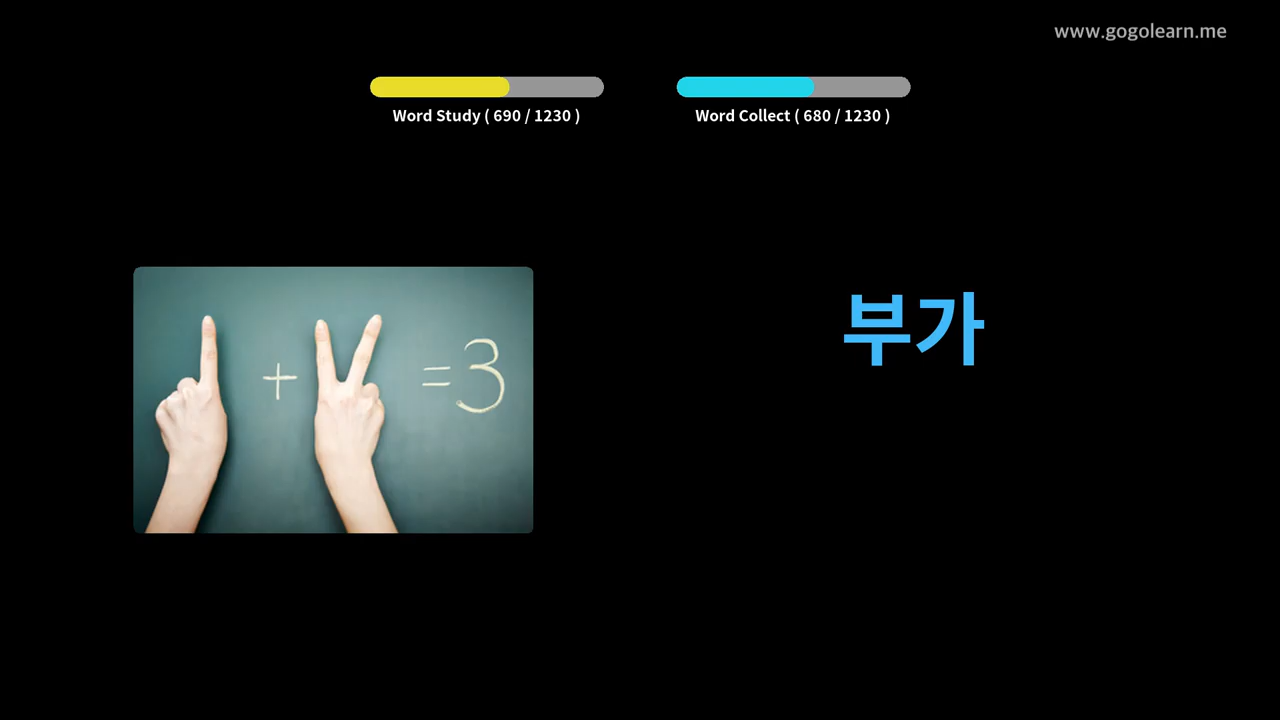 www.gogolearn.me
Word Study ( 690 / 1230 )
Word Collect ( 680 / 1230 )
+ =3
부가